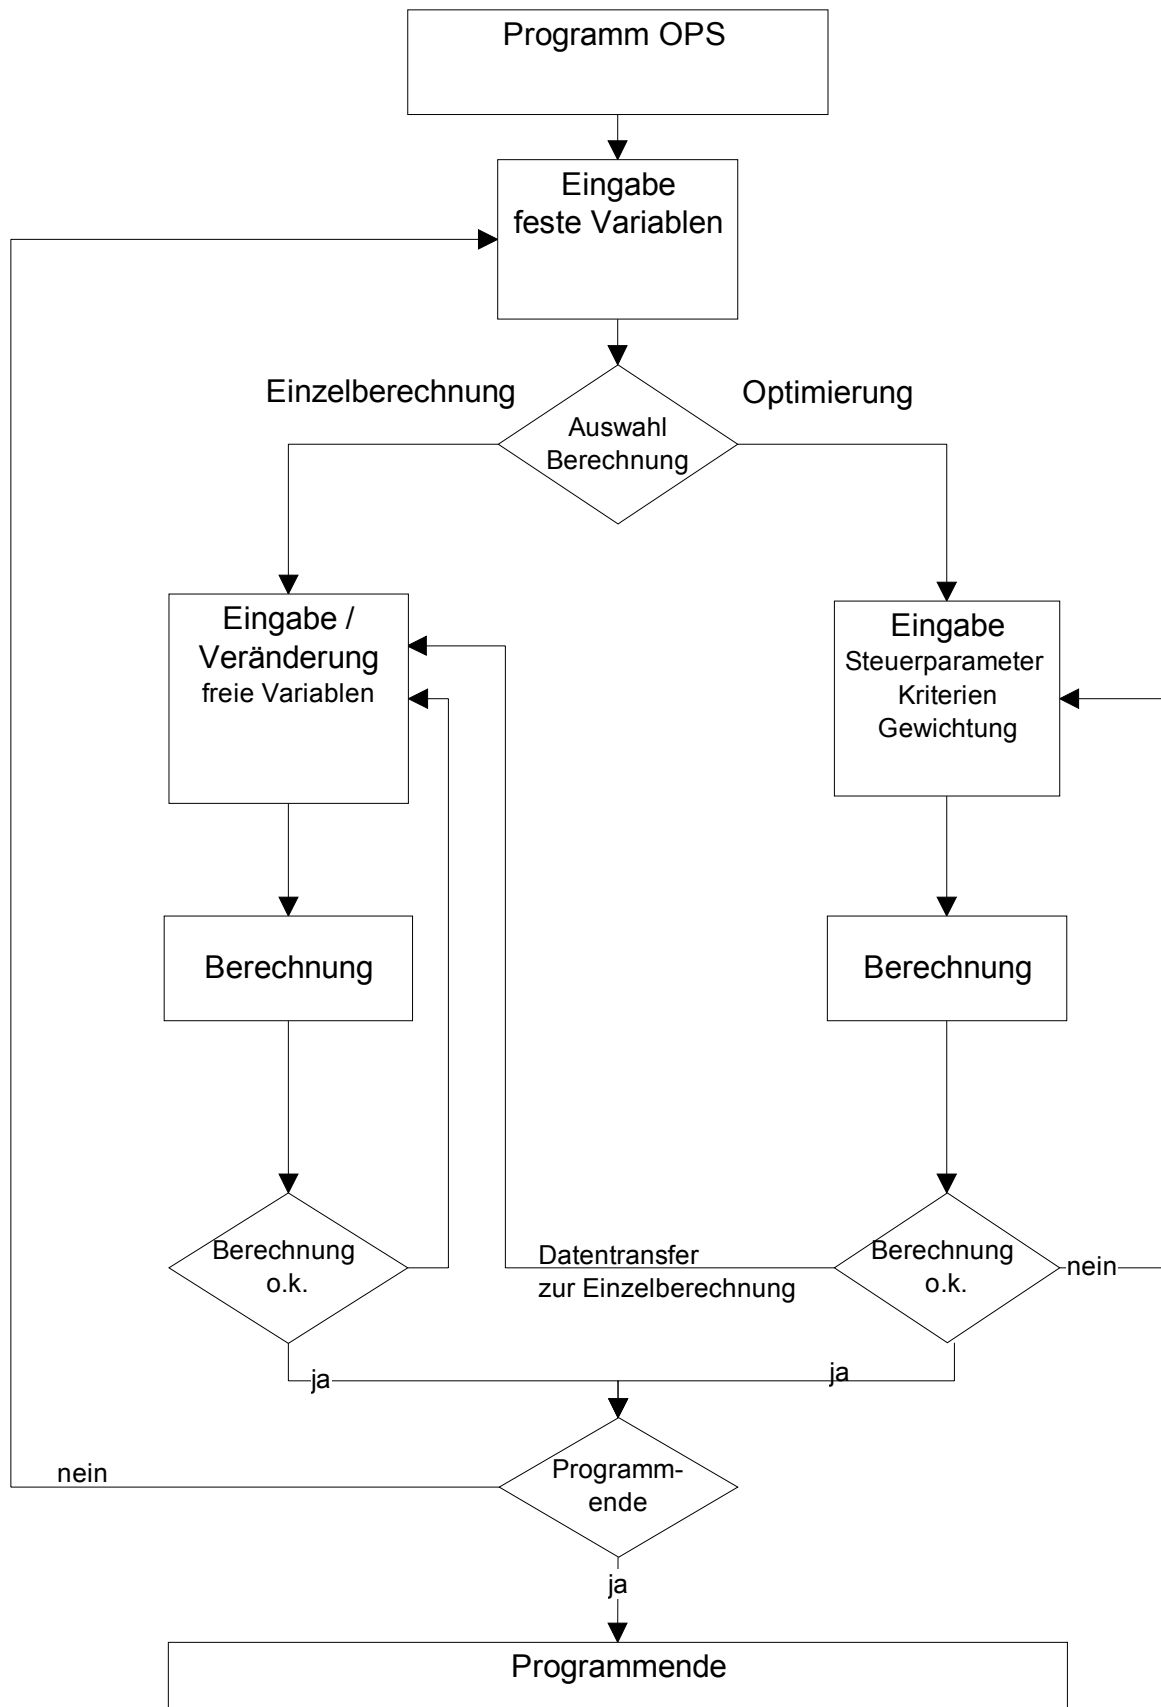 Programm OPS
Eingabe
feste Variablen
Einzelberechnung
Optimierung
Auswahl
Berechnung
Eingabe /
Veränderung
freie Variablen
Eingabe
Steuerparameter
Kriterien
Gewichtung
Berechnung
Berechnung
Berechnung
o.k.
Datentransfer
zur Einzelberechnung
Berechnung
o.k.
nein
ja
ja
nein
Programm-
ende
ja
Programmende